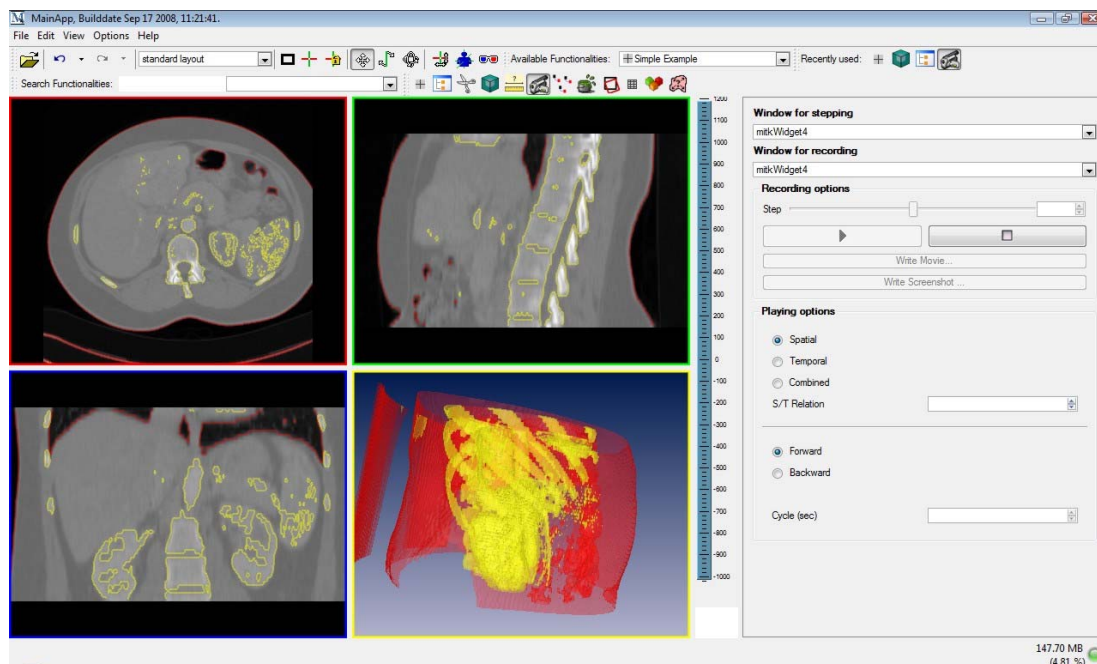 MainApp, Builddate Sep 17 2008, 11:21:41.
File Edit View Options Help
standard layout Available Functionalities: Simple Example Recently used:
Search Functionalities:
1200
1100
1000
900
800
700
600
500
400
300
200
100
0
-100
-200
-300
-400
-500
-600
-700
-800
-900
-1000
Window for stepping
mitkWidget4
Window for recording
mitkWidget4
Recording options
Step
Write Movie...
Write Screenshot ...
Playing options
Spatial
Temporal
Combined
S/T Relation
Forward
Backward
Cycle (sec)
147.70 MB
(4.81 %)